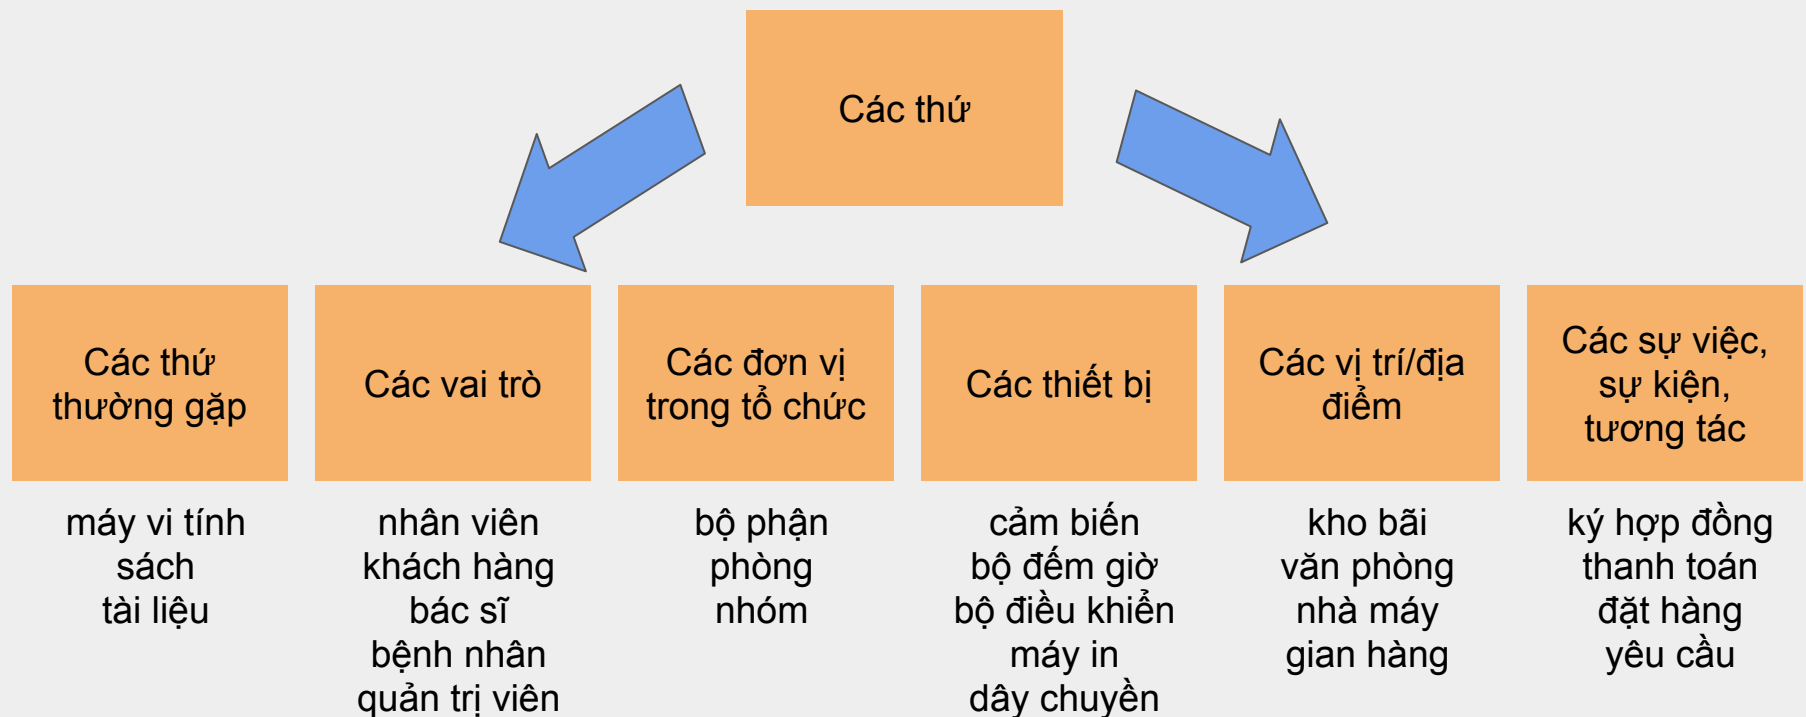 Các thứ
Các thứ
thường gặp
Các vai trò
Các đơn vị
trong tổ chức
Các thiết bị
Các vị trí/địa
điểm
Các sự việc,
sự kiện,
tương tác
máy vi tính
sách
tài liệu
nhân viên
khách hàng
bác sĩ
bệnh nhân
quản trị viên
bộ phận
phòng
nhóm
cảm biến
bộ đếm giờ
bộ điều khiển
máy in
dây chuyền
kho bãi
văn phòng
nhà máy
gian hàng
ký hợp đồng
thanh toán
đặt hàng
yêu cầu